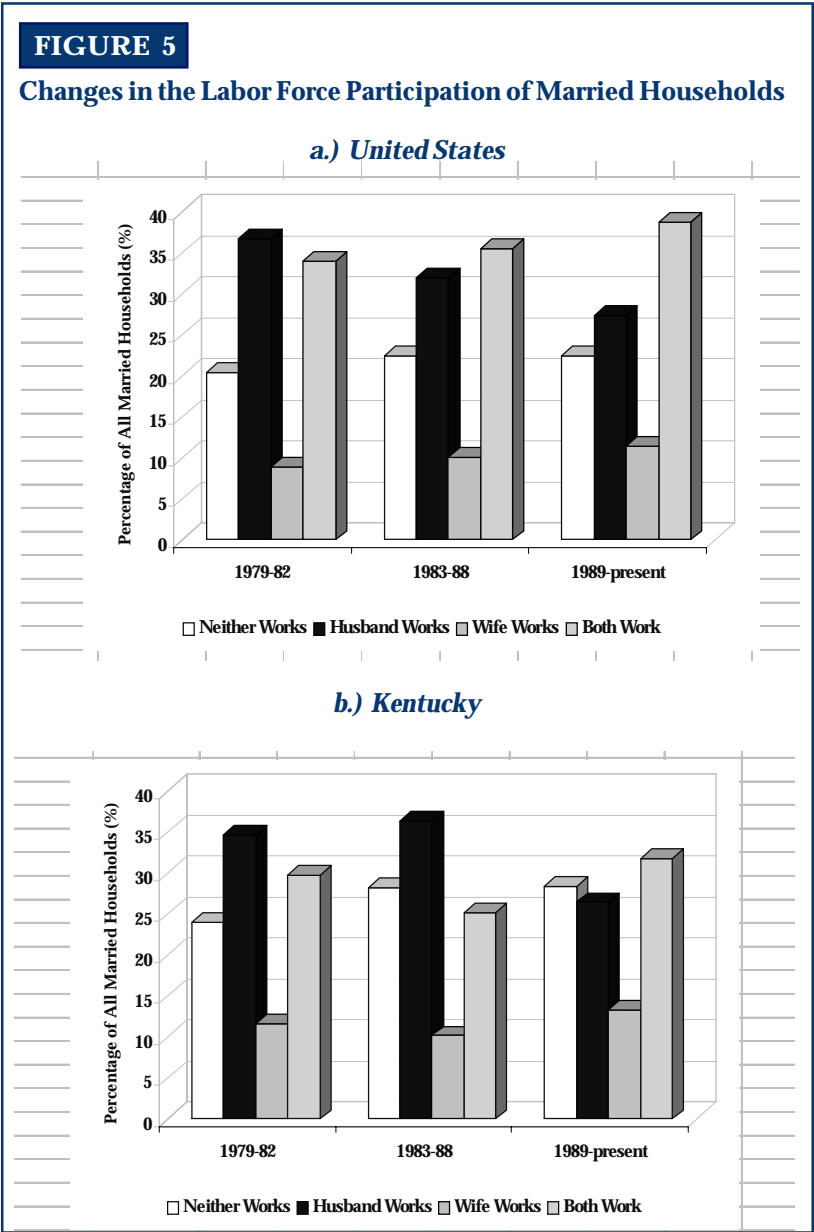 FIGURE 5
Changes in the Labor Force Participation of Married Households
a.) United States
Percentage of All Married Households (%)
40
35
30
25
20
15
10
5
0
1979-82 1983-88 1989-present
Neither Works Husband Works Wife Works Both Work
b.) Kentucky
Percentage of All Married Households (%)
40
35
30
25
20
15
10
5
0
1979-82 1983-88 1989-present
Neither Works Husband Works Wife Works Both Work